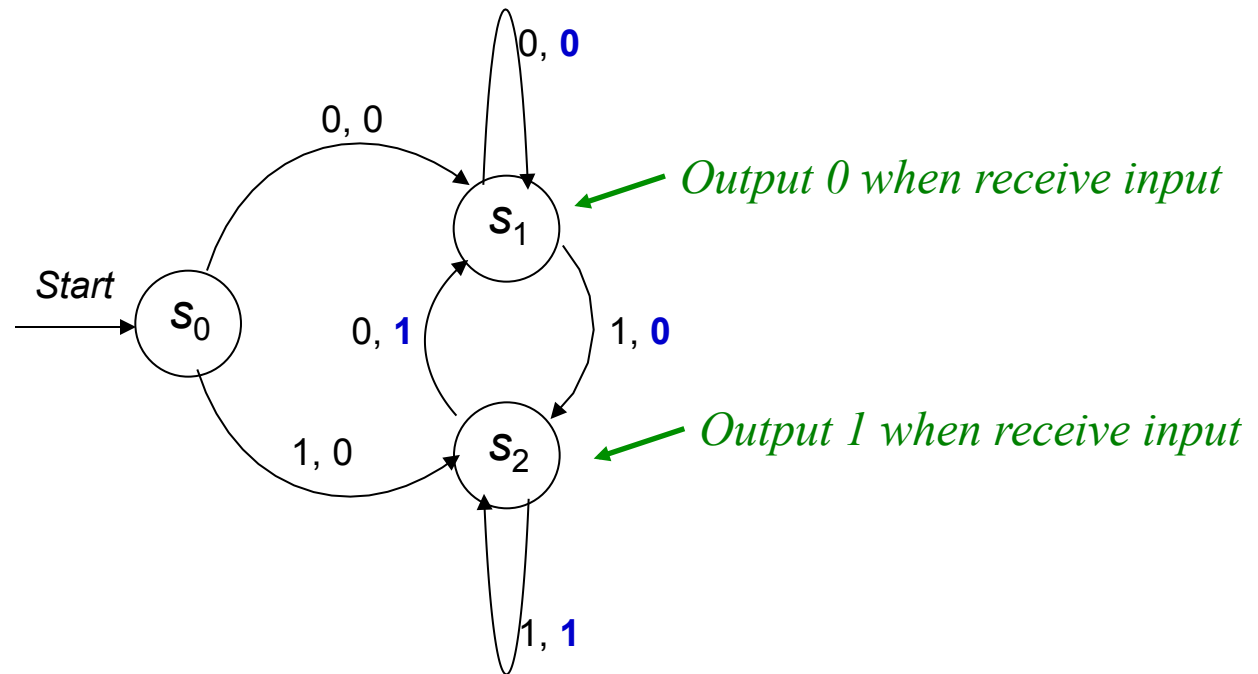 0, 0
0, 0
Output 0 when receive input
s1
Start
s0
0, 1
1, 0
Output 1 when receive input
1, 0
s2
1, 1